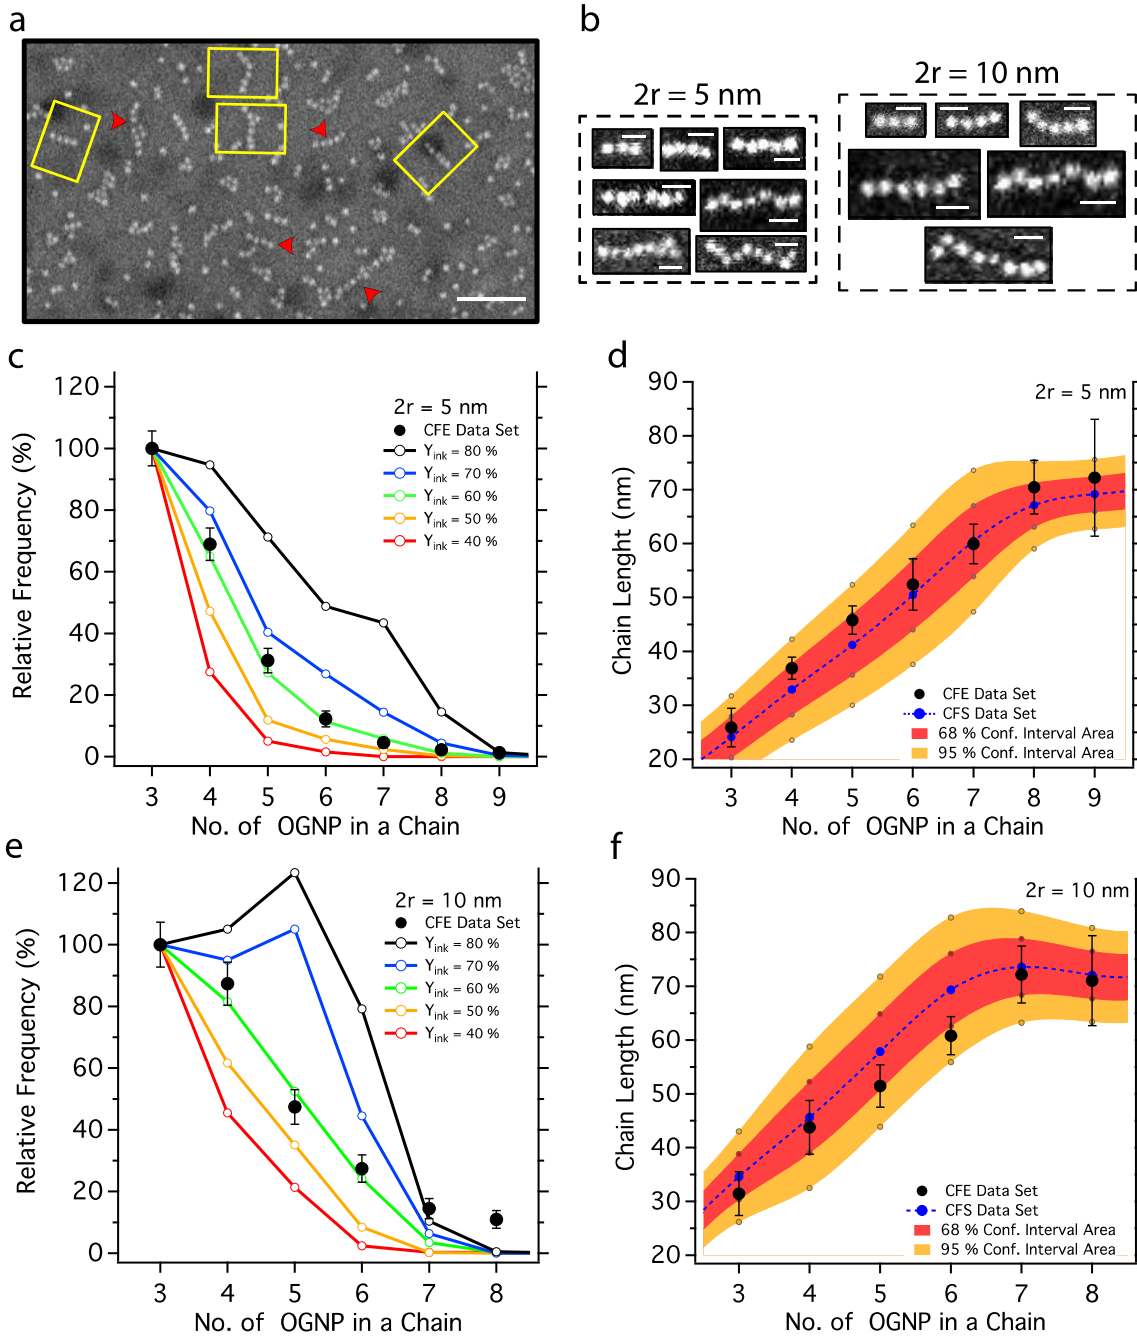 a
b
2r = 5 nm
2r = 10 nm
c
120
100
80
60
40
20
0
Relative Frequency (%)
2r = 5 nm
CFE Data Set
Yink = 80 %
Yink = 70 %
Yink = 60 %
Yink = 50 %
Yink = 40 %
3 4 5 6 7 8 9
No. of OGNP in a Chain
d
90
80
70
60
50
40
30
20
Chain Lenght (nm)
2r = 5 nm
CFE Data Set
CFS Data Set
68 % Conf. Interval Area
95 % Conf. Interval Area
3 4 5 6 7 8 9
No. of OGNP in a Chain
e
120
100
80
60
40
20
0
Relative Frequency (%)
2r = 10 nm
CFE Data Set
Yink = 80 %
Yink = 70 %
Yink = 60 %
Yink = 50 %
Yink = 40 %
3 4 5 6 7 8
No. of OGNP in a Chain
f
90
80
70
60
50
40
30
20
Chain Length (nm)
2r = 10 nm
CFE Data Set
CFS Data Set
68 % Conf. Interval Area
95 % Conf. Interval Area
3 4 5 6 7 8
No. of OGNP in a Chain